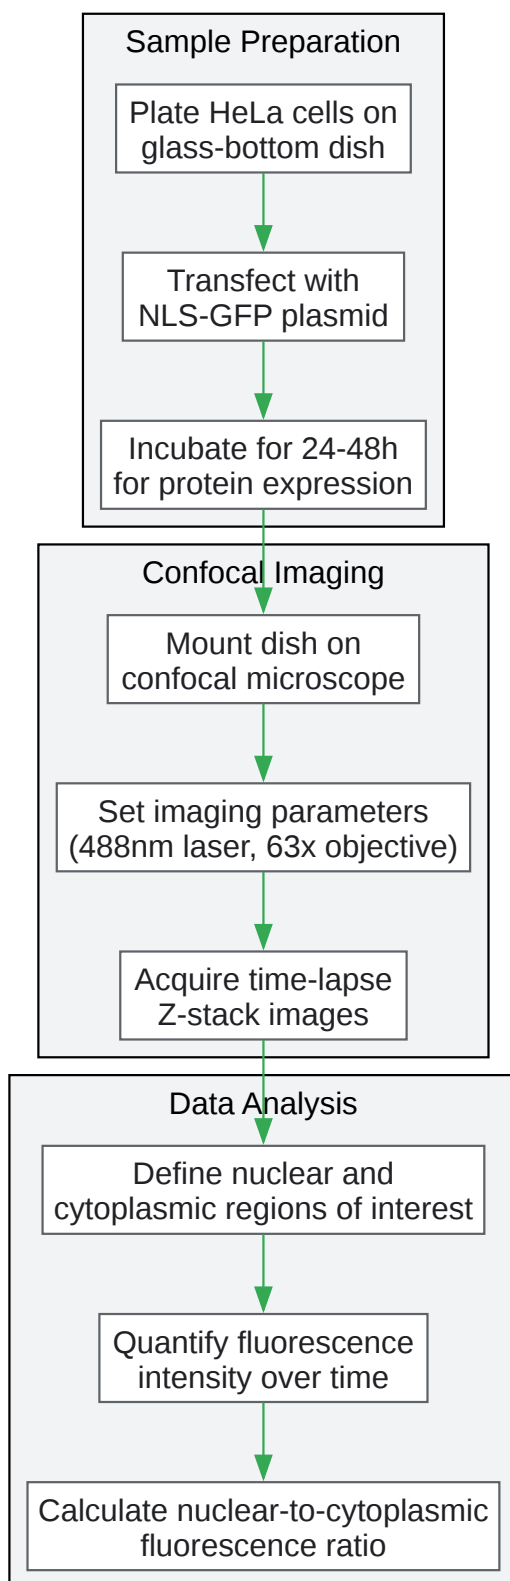 Sample Preparation
Plate HeLa cells on
glass-bottom dish
Transfect with
NLS-GFP plasmid
Incubate for 24-48h
for protein expression
Confocal Imaging
Mount dish on
confocal microscope
Set imaging parameters
(488nm laser, 63x objective)
Acquire time-lapse
Z-stack images
Data Analysis
Define nuclear and
cytoplasmic regions of interest
Quantify fluorescence
intensity over time
Calculate nuclear-to-cytoplasmic
fluorescence ratio